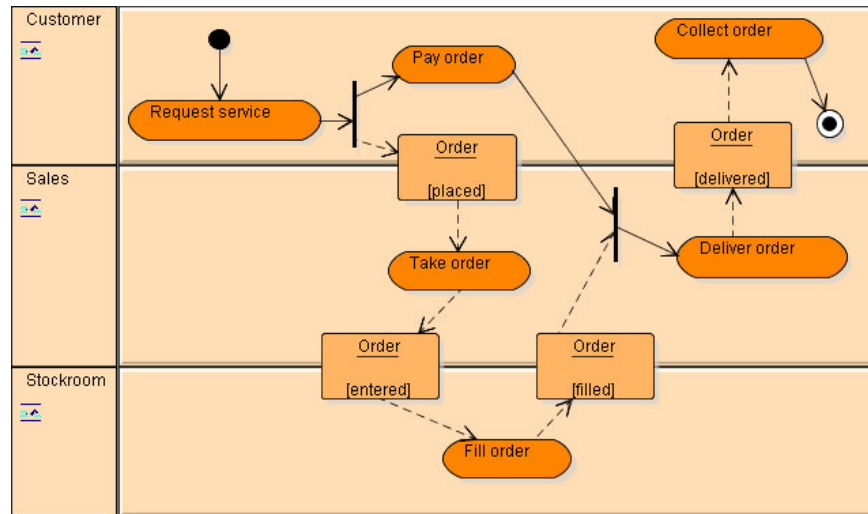 Customer
Request service
Pay order
Collect order
Order
[placed]
Order
[delivered]
Sales
Take order
Deliver order
Order
[entered]
Order
[filled]
Stockroom
Fill order